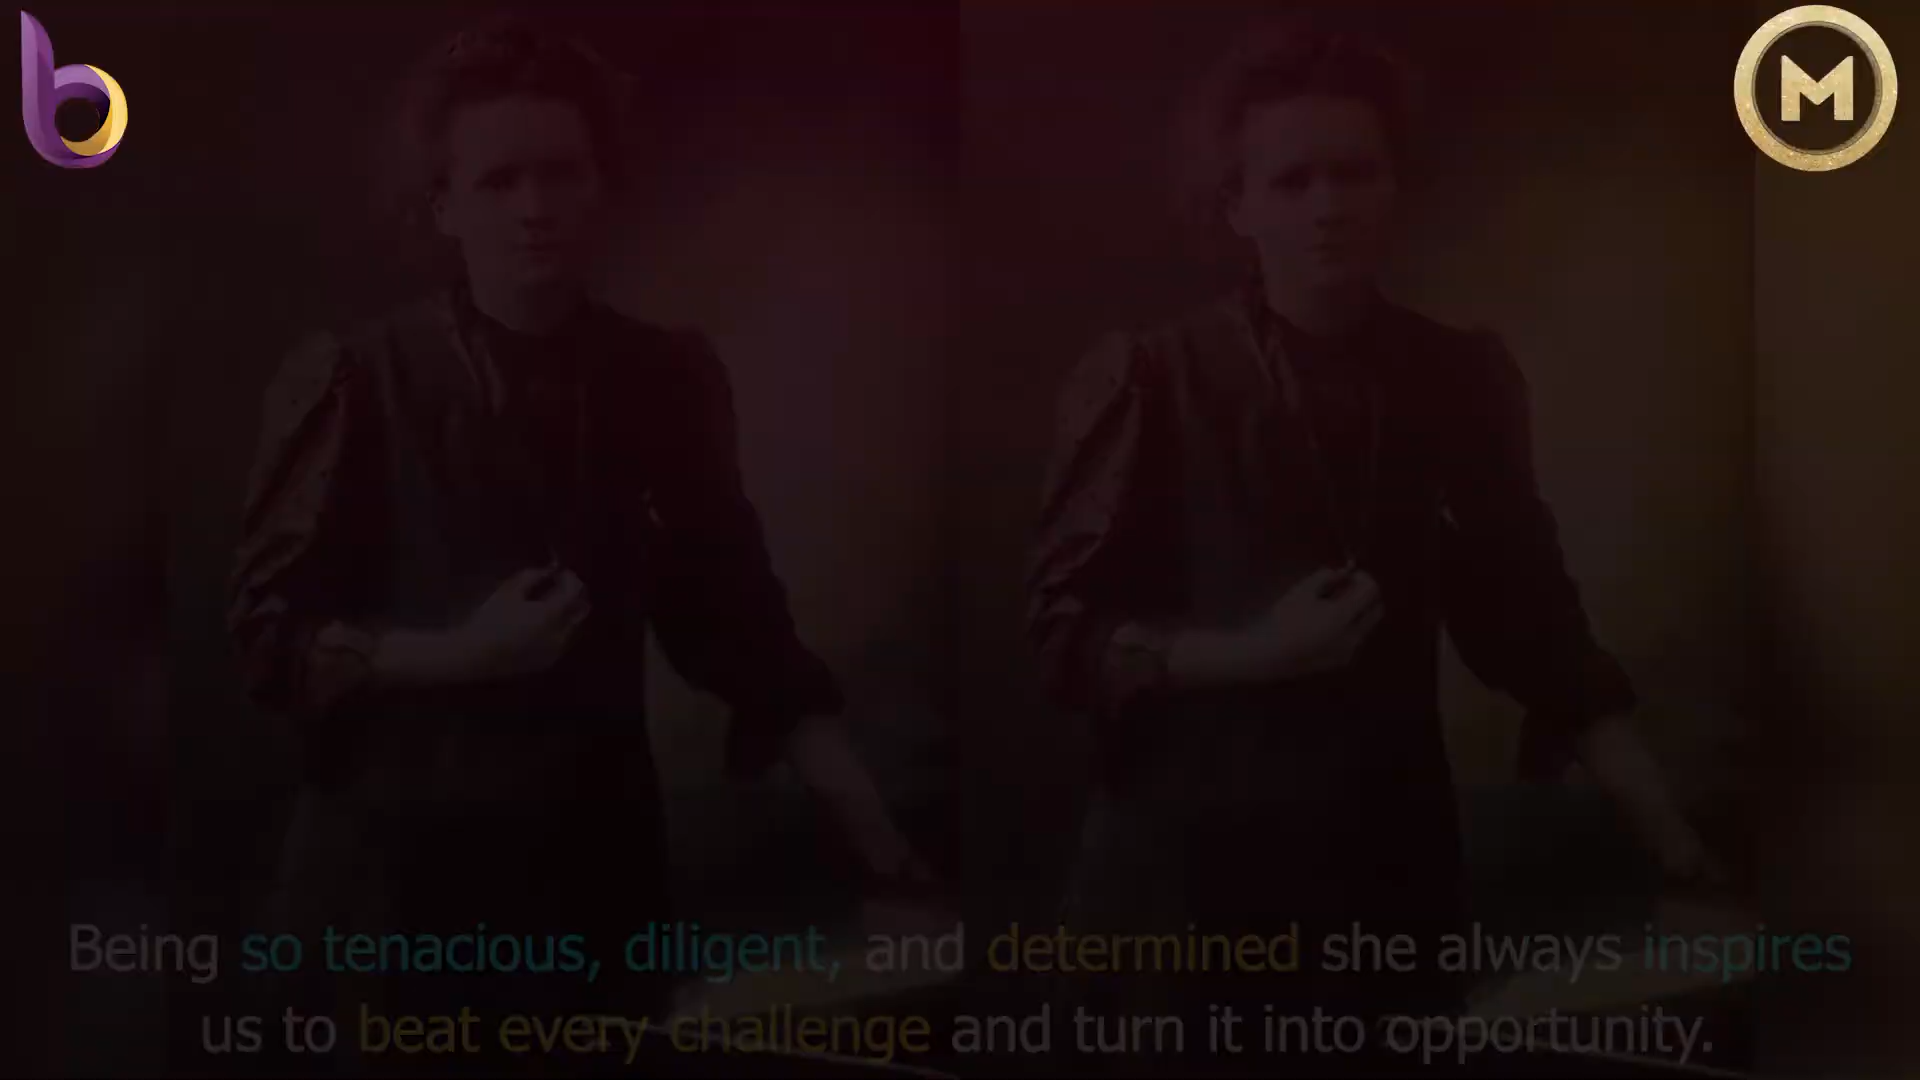 b
M
Being so tenacious, diligent, and determined she always inspires
us to beat every challenge and turn it into opportunity.